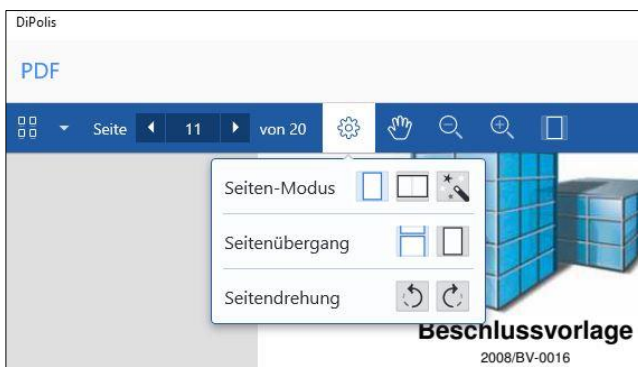 DiPolis
PDF
Seite 11 von 20
Seiten-Modus
Seitenübergang
Seitendrehung
Beschlussvorlage
2008/BV-0016